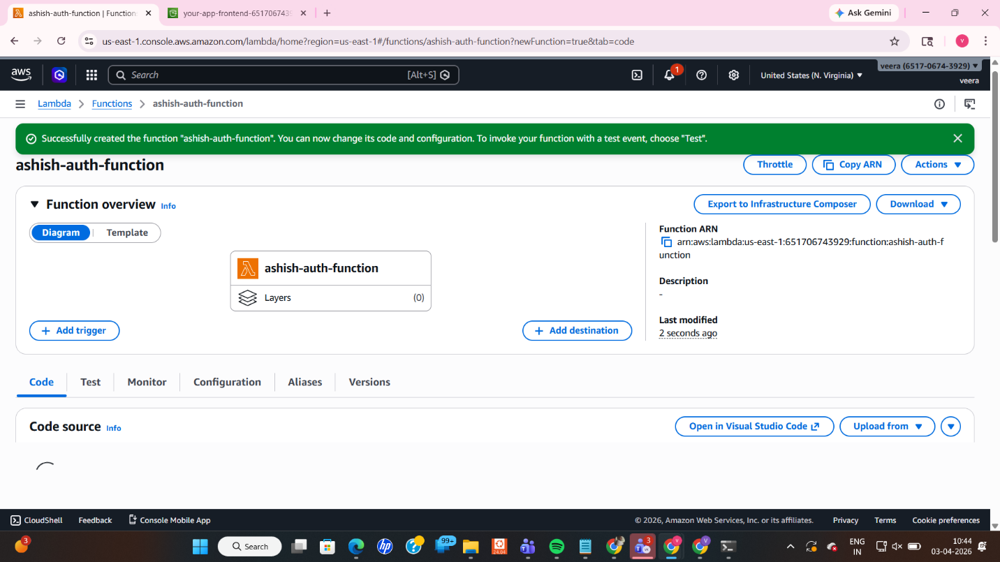 ashish-auth-function | Function
your-app-frontend-6517067439
Ask Gemini
us-east-1.console.aws.amazon.com/lambda/home?region=us-east-1#/functions/ashish-auth-function?newFunction=true&tab=code
V
aws
Search
[Alt+S]
1
United States (N. Virginia)
veera (6517-0674-3929)
veera
Lambda
Functions
ashish-auth-function
Successfully created the function "ashish-auth-function". You can now change its code and configuration. To invoke your function with a test event, choose "Test".
ashish-auth-function
Throttle
Copy ARN
Actions
Function overview Info
Export to Infrastructure Composer
Download
Diagram
Template
ashish-auth-function
Layers
(0)
Add trigger
Add destination
Function ARN
arn:aws:lambda:us-east-1:651706743929:function:ashish-auth-f
unction
Description
-
Last modified
2 seconds ago
Code
Test
Monitor
Configuration
Aliases
Versions
Code source Info
Open in Visual Studio Code
Upload from
CloudShell
Feedback
Console Mobile App
© 2026, Amazon Web Services, Inc. or its affiliates.
Privacy
Terms
Cookie preferences
3
Search
hp
99+
24.04
3
V
V
ENG
IN
10:44
03-04-2026